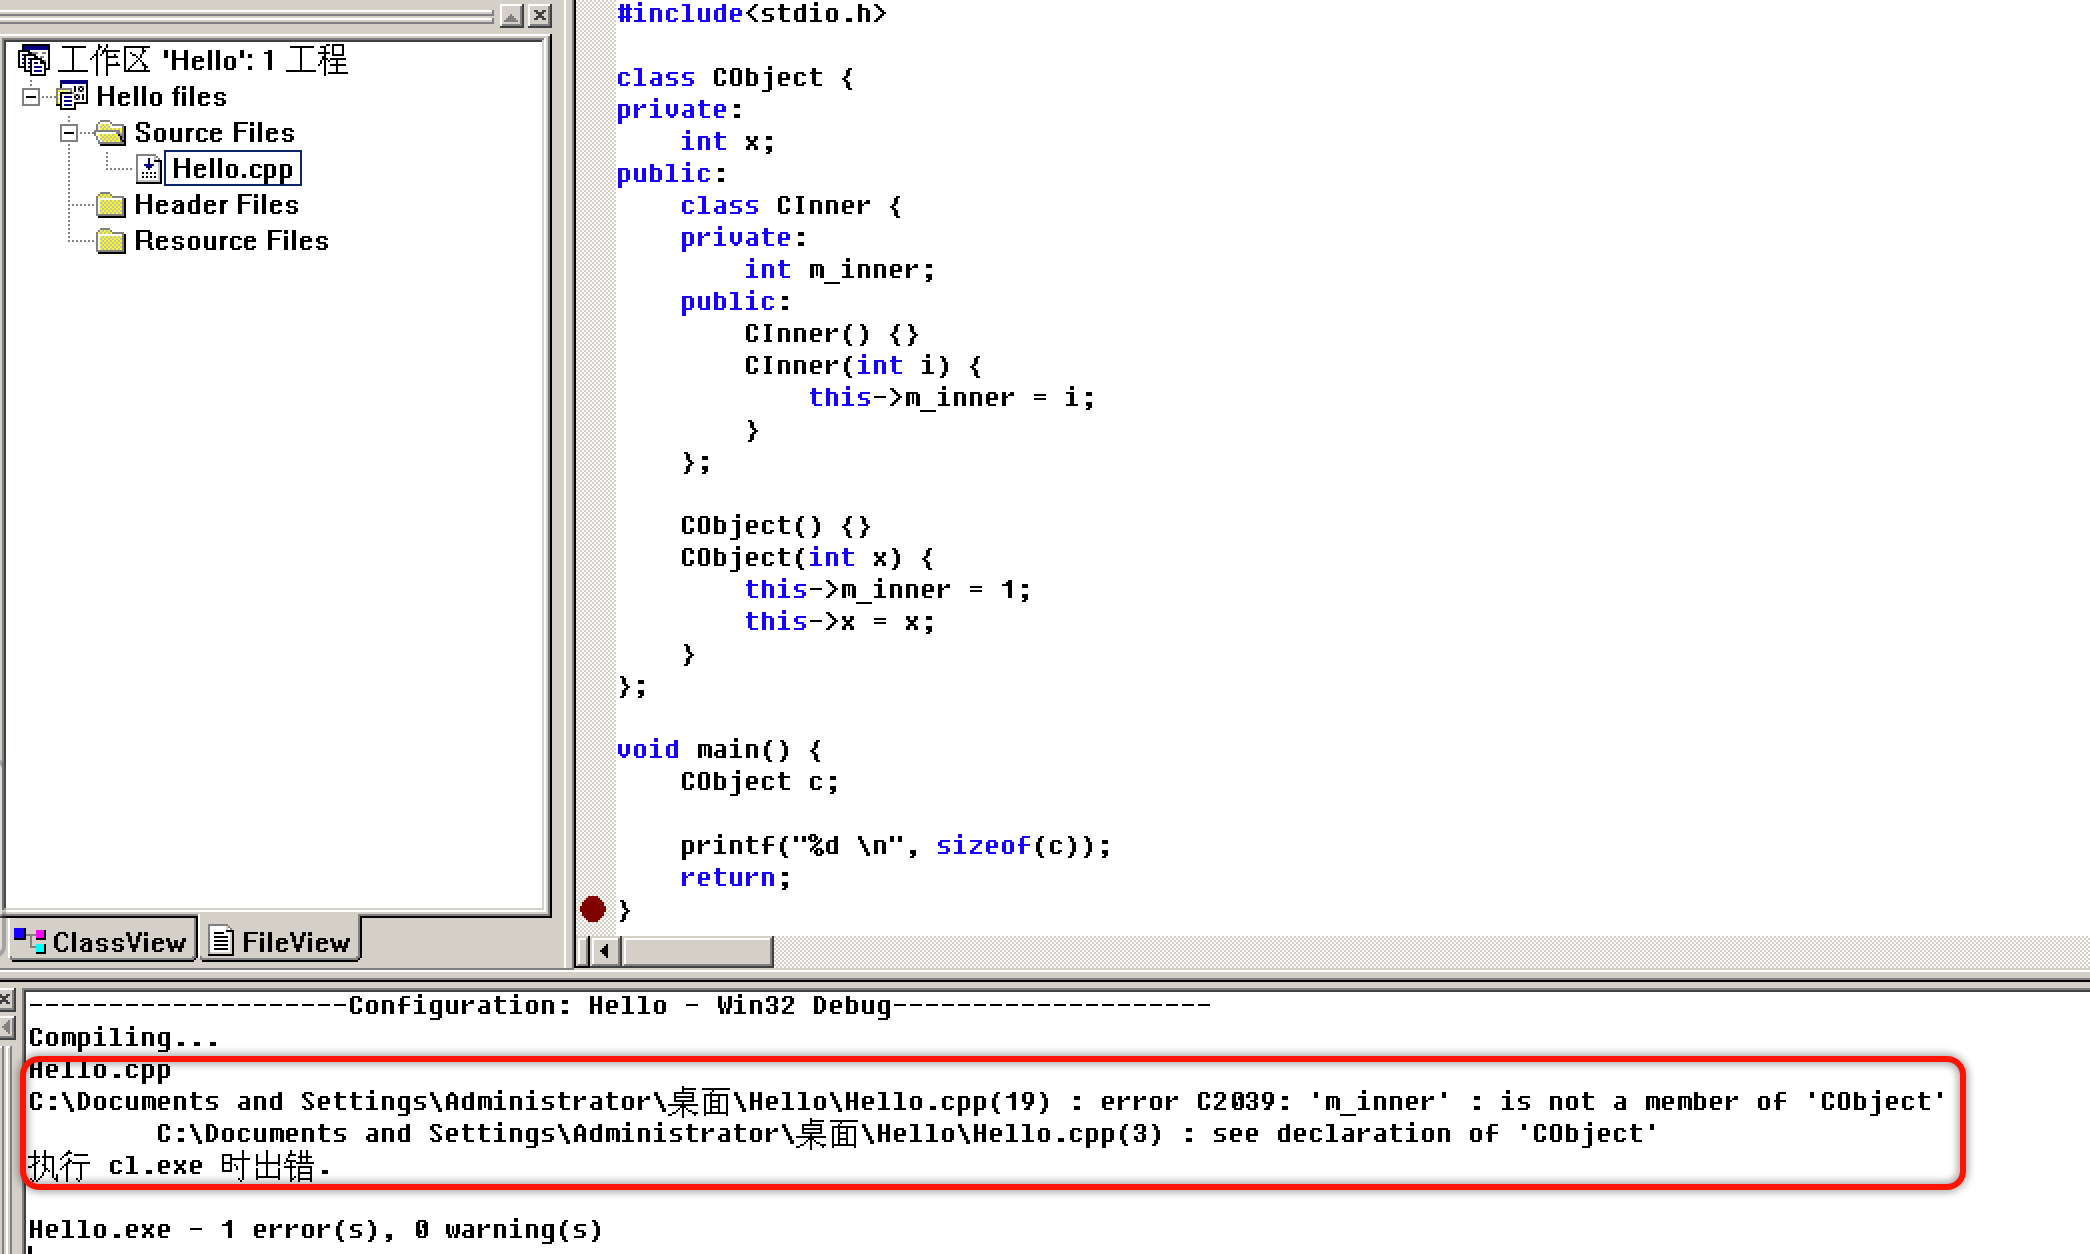 工作区 'Hello': 1 工程
Hello files
Source Files
Hello.cpp
Header Files
Resource Files
ClassView
FileView
#include<stdio.h>
class CObject {
private:
    int x;
public:
    class CInner {
    private:
        int m_inner;
    public:
        CInner() {}
        CInner(int i) {
            this->m_inner = i;
        }
    };
    CObject() {}
    CObject(int x) {
        this->m_inner = 1;
        this->x = x;
    }
};
void main() {
    CObject c;
    printf("%d \n", sizeof(c));
    return;
}
--------------------Configuration: Hello - Win32 Debug--------------------
Compiling...
Hello.cpp
C:\Documents and Settings\Administrator\桌面\Hello\Hello.cpp(19) : error C2039: 'm_inner' : is not a member of 'CObject'
        C:\Documents and Settings\Administrator\桌面\Hello\Hello.cpp(3) : see declaration of 'CObject'
执行 cl.exe 时出错.
Hello.exe - 1 error(s), 0 warning(s)